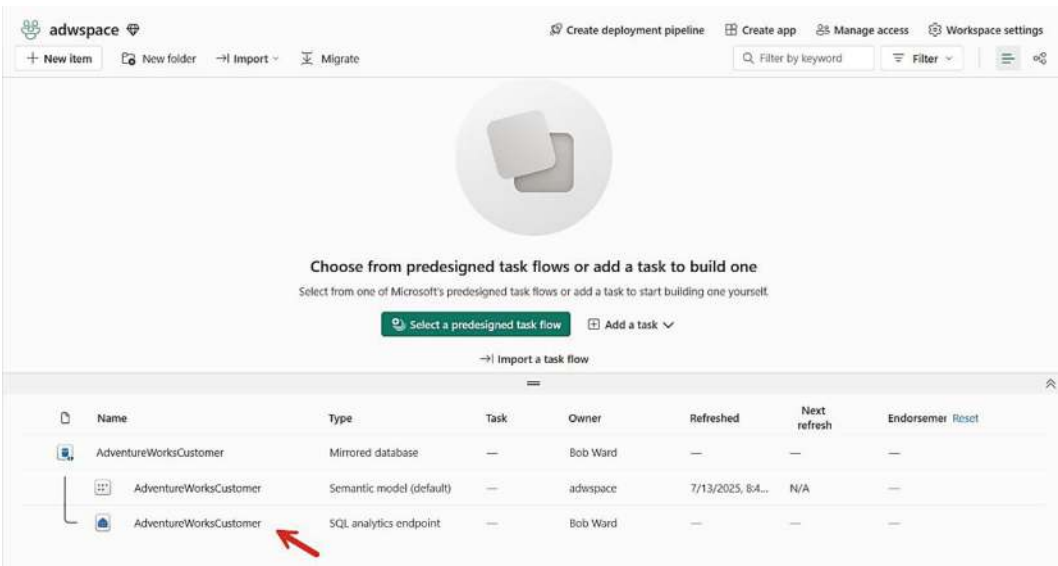 adwspace Create deployment pipeline Create app Manage access Workspace settings
New item New folder Import Migrate Filter by keyword Filter
Choose from predesigned task flows or add a task to build one
Select from one of Microsoft's predesigned task flows or add a task to start building one yourself.
Select a predesigned task flow Add a task
Import a task flow
Name Type Task Owner Refreshed Next refresh Endorsemer Reset
AdventureWorksCustomer Mirrored database — Bob Ward — — —
AdventureWorksCustomer Semantic model (default) — adwspace 7/13/2025, 8:4... N/A —
AdventureWorksCustomer SQL analytics endpoint — Bob Ward — — —